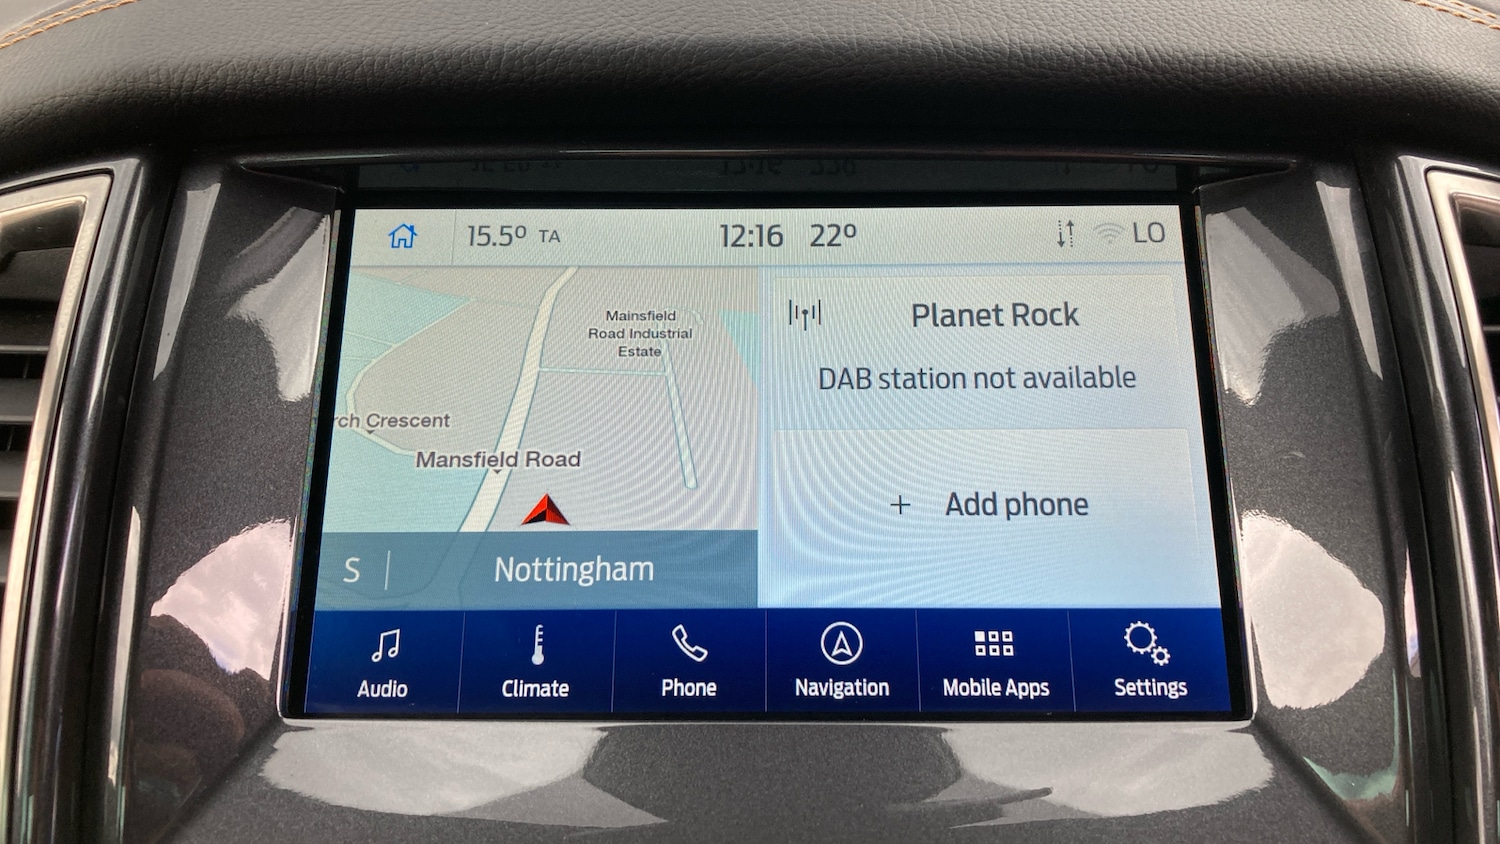 15.5° TA 12:16 22° LO
Mainsfield
Road Industrial
Estate
rch Crescent
Mansfield Road
S | Nottingham
Planet Rock
DAB station not available
+ Add phone
Audio Climate Phone Navigation Mobile Apps Settings